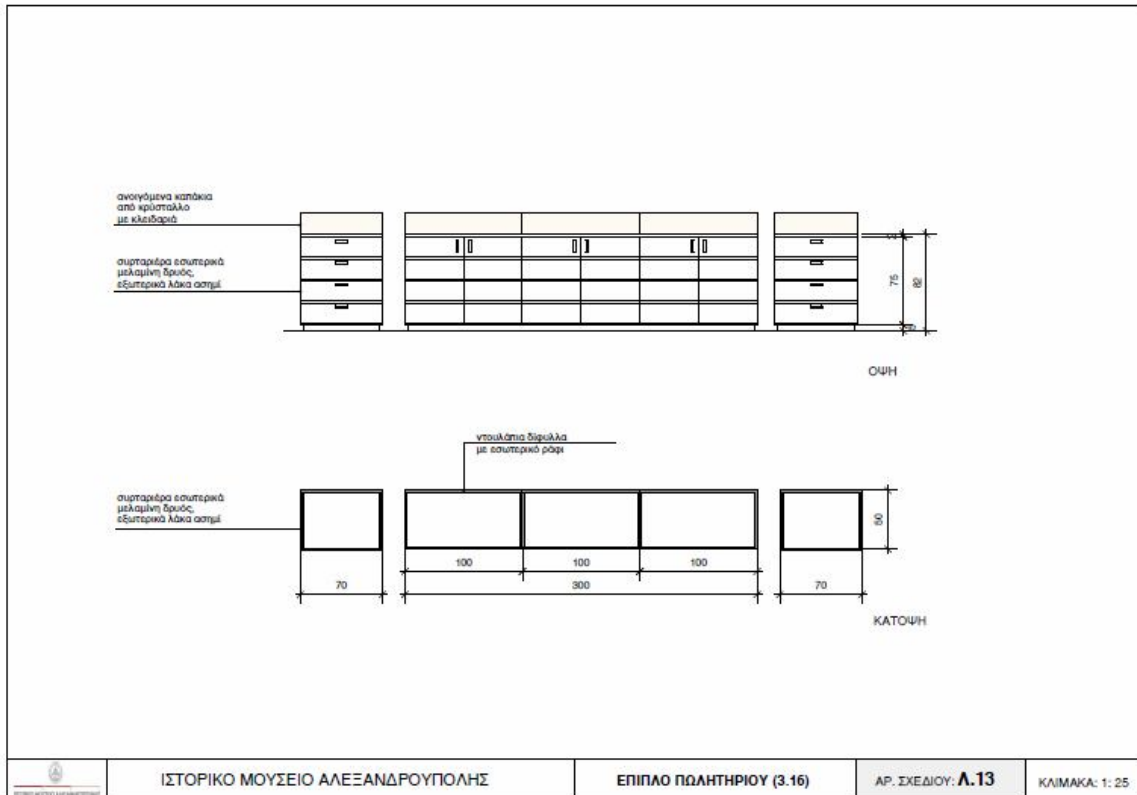 ανοιγόμενα καπάκια
από κρύσταλλο
με κλειδαριά
συρταριέρα εσωτερικά
μελαμίνη δρυός,
εξωτερικά λάκα ασημί
75
82
ΟΨΗ
ντουλάπια δίφυλλα
με εσωτερικό ράφι
συρταριέρα εσωτερικά
μελαμίνη δρυός,
εξωτερικά λάκα ασημί
50
100 100 100
70 300 70
ΚΑΤΟΨΗ
ΙΣΤΟΡΙΚΟ ΜΟΥΣΕΙΟ ΑΛΕΞΑΝΔΡΟΥΠΟΛΗΣ ΕΠΙΠΛΟ ΠΩΛΗΤΗΡΙΟΥ (3.16) ΑΡ. ΣΧΕΔΙΟΥ: Λ.13 ΚΛΙΜΑΚΑ: 1: 25